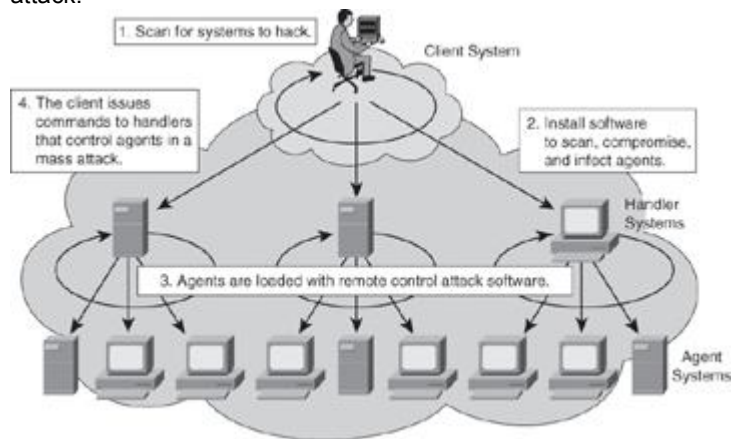 attack.
1. Scan for systems to hack.
Client System
4. The client issues
commands to handlers
that control agents in a
mass attack.
2. Install software
to scan, compromise,
and infect agents.
Handler
Systems
3. Agents are loaded with remote control attack software.
Agent
Systems